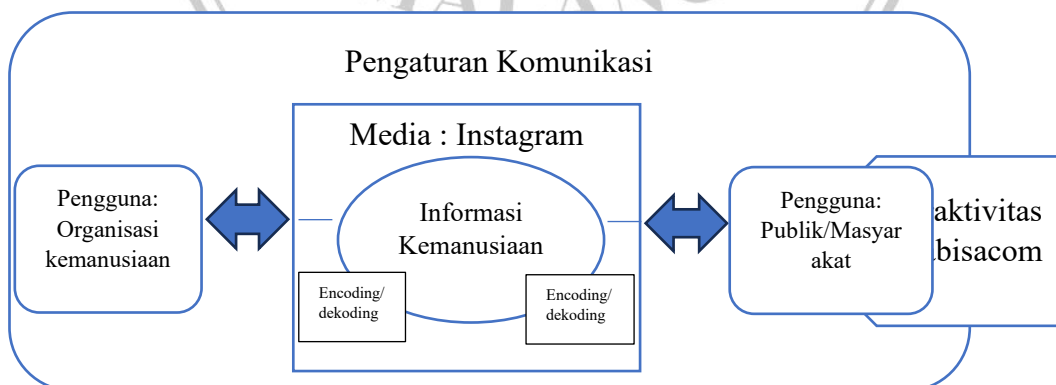 MALANG
Pengaturan Komunikasi
Media : Instagram
Pengguna:
Organisasi
kemanusiaan
Informasi
Kemanusiaan
Encoding/
dekoding
Encoding/
dekoding
Pengguna:
Publik/Masyar
akat
aktivitas
bisacom